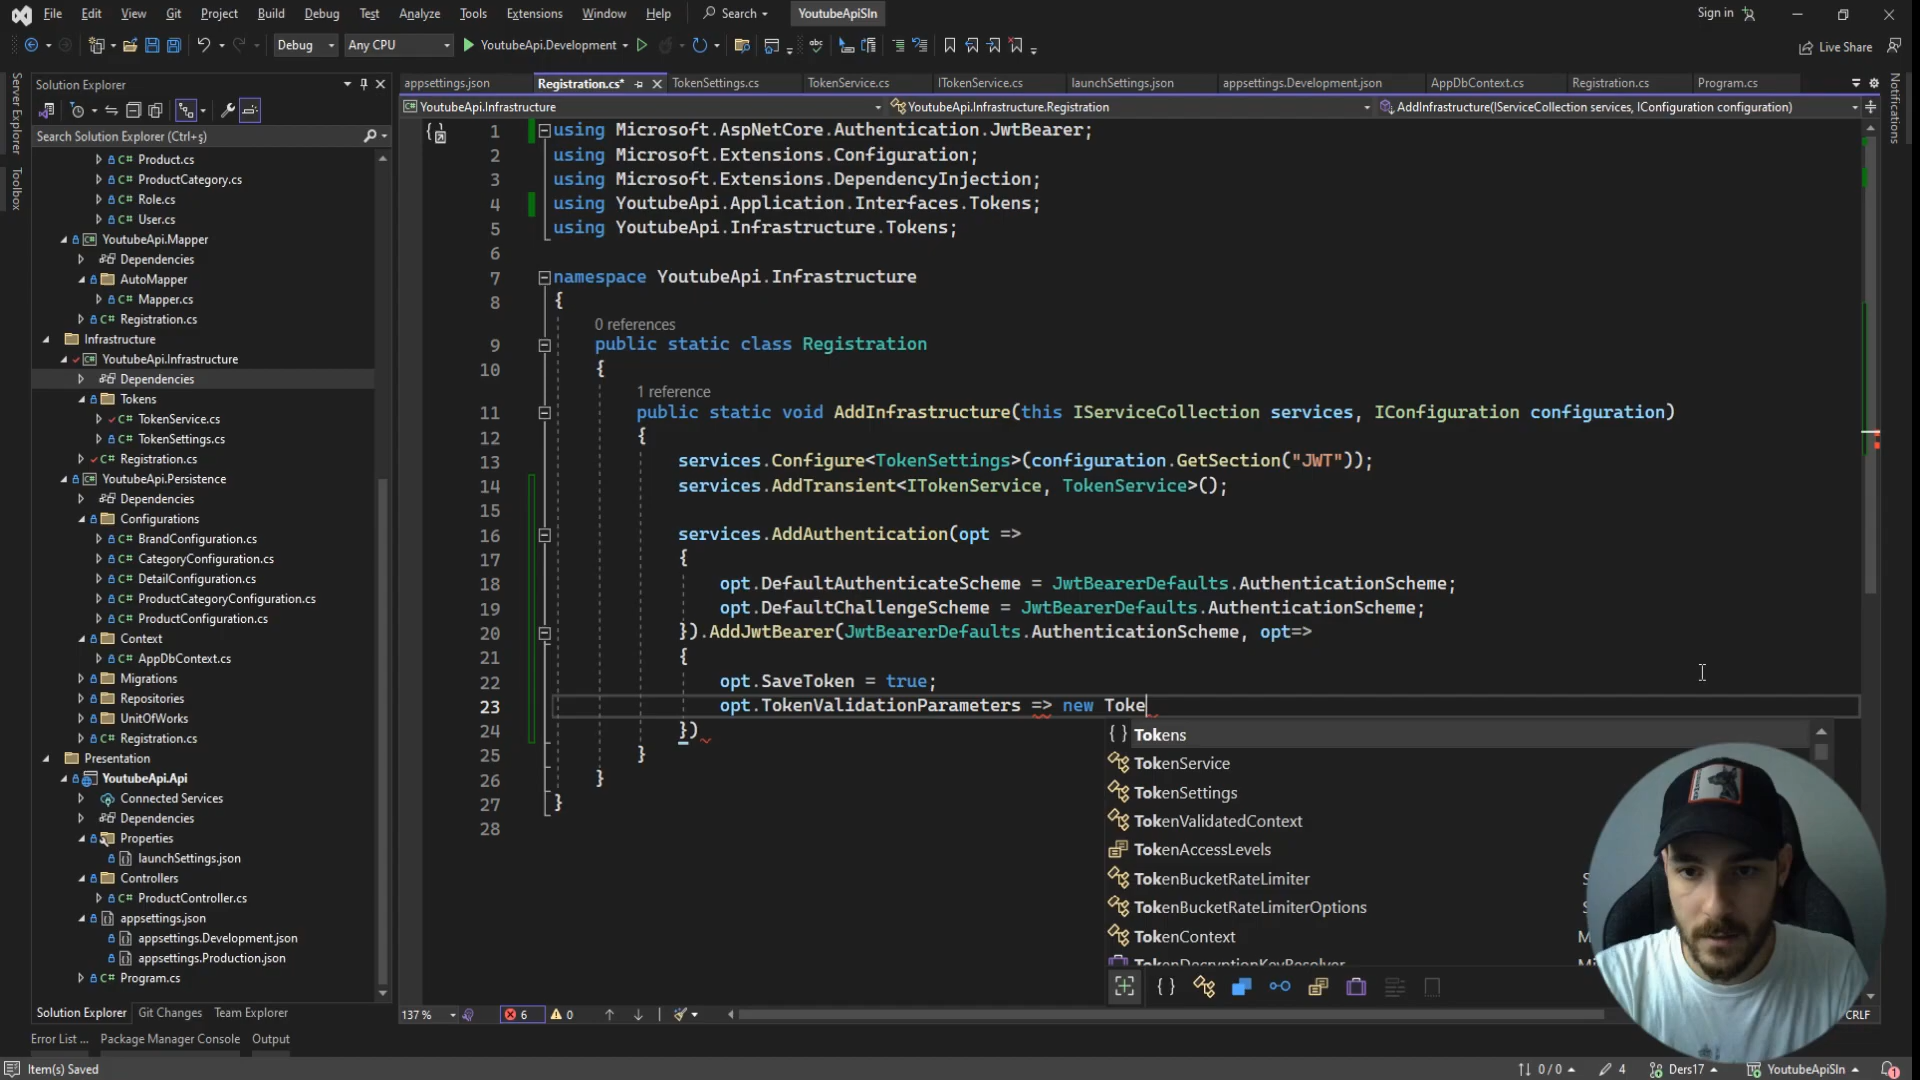 File Edit View Git Project Build Debug Test Analyze Tools Extensions Window Help Search YoutubeApiSln Sign in
Debug Any CPU YoutubeApi.Development Live Share
Server Explorer
Toolbox
Notifications
Solution Explorer
Search Solution Explorer (Ctrl+ş)
Product.cs
ProductCategory.cs
Role.cs
User.cs
YoutubeApi.Mapper
Dependencies
AutoMapper
Mapper.cs
Registration.cs
Infrastructure
YoutubeApi.Infrastructure
Dependencies
Tokens
TokenService.cs
TokenSettings.cs
Registration.cs
YoutubeApi.Persistence
Dependencies
Configurations
BrandConfiguration.cs
CategoryConfiguration.cs
DetailConfiguration.cs
ProductCategoryConfiguration.cs
ProductConfiguration.cs
Context
AppDbContext.cs
Migrations
Repositories
UnitOfWorks
Registration.cs
Presentation
YoutubeApi.Api
Connected Services
Dependencies
Properties
launchSettings.json
Controllers
ProductController.cs
appsettings.json
appsettings.Development.json
appsettings.Production.json
Program.cs
Solution Explorer Git Changes Team Explorer
appsettings.json Registration.cs* TokenSettings.cs TokenService.cs ITokenService.cs launchSettings.json appsettings.Development.json AppDbContext.cs Registration.cs Program.cs
YoutubeApi.Infrastructure YoutubeApi.Infrastructure.Registration AddInfrastructure(IServiceCollection services, IConfiguration configuration)
1 using Microsoft.AspNetCore.Authentication.JwtBearer;
2 using Microsoft.Extensions.Configuration;
3 using Microsoft.Extensions.DependencyInjection;
4 using YoutubeApi.Application.Interfaces.Tokens;
5 using YoutubeApi.Infrastructure.Tokens;
6
7 namespace YoutubeApi.Infrastructure
8 {
0 references
9 public static class Registration
10 {
1 reference
11 public static void AddInfrastructure(this IServiceCollection services, IConfiguration configuration)
12 {
13 services.Configure<TokenSettings>(configuration.GetSection("JWT"));
14 services.AddTransient<ITokenService, TokenService>();
15
16 services.AddAuthentication(opt =>
17 {
18 opt.DefaultAuthenticateScheme = JwtBearerDefaults.AuthenticationScheme;
19 opt.DefaultChallengeScheme = JwtBearerDefaults.AuthenticationScheme;
20 }).AddJwtBearer(JwtBearerDefaults.AuthenticationScheme, opt=>
21 {
22 opt.SaveToken = true;
23 opt.TokenValidationParameters => new Toke
24 })
25 }
26 }
27 }
28
Tokens
TokenService
TokenSettings
TokenValidatedContext
TokenAccessLevels
TokenBucketRateLimiter
TokenBucketRateLimiterOptions
TokenContext
TokenDecryptionKeyResolver
137 % 6 0 CRLF
Error List ... Package Manager Console Output
Item(s) Saved 0 / 0 4 Ders17 YoutubeApiSln 1